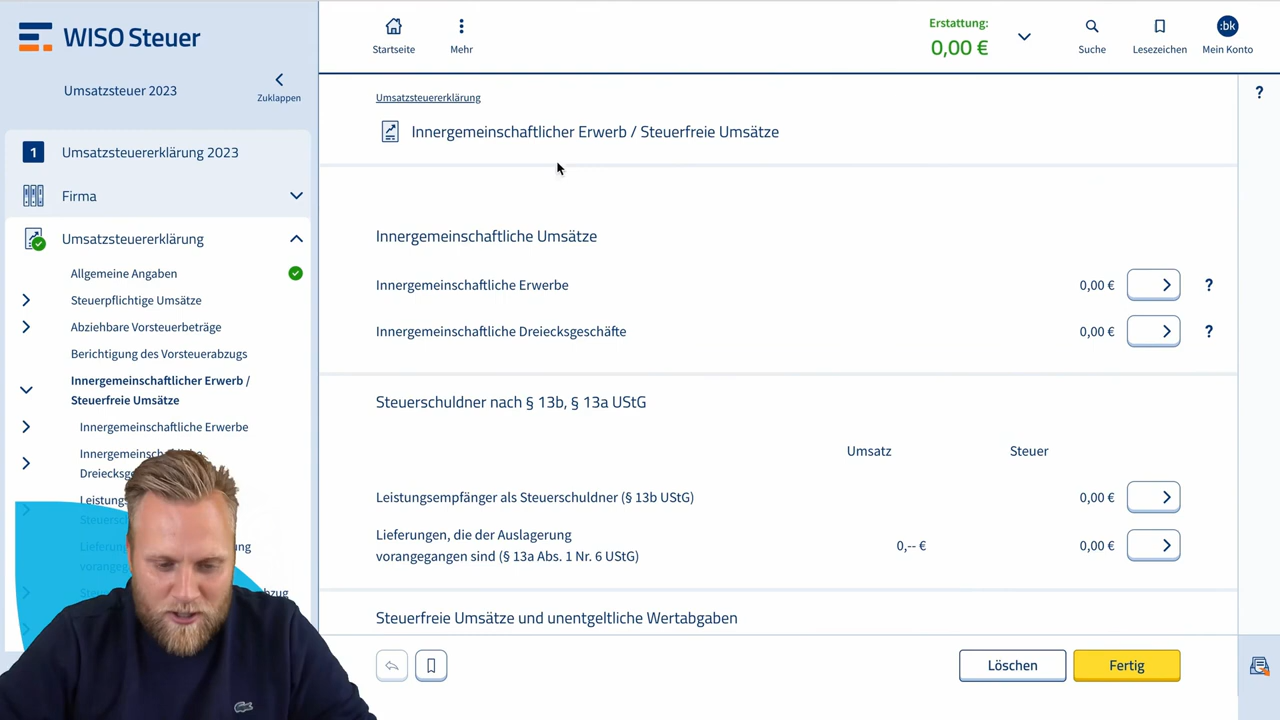 WISO Steuer
Startseite
Mehr
Erstattung:
0,00 €
Suche
:bk
Lesezeichen
Mein Konto
Umsatzsteuer 2023
Zuklappen
1 Umsatzsteuererklärung 2023
Firma
Umsatzsteuererklärung
Allgemeine Angaben
Steuerpflichtige Umsätze
Abziehbare Vorsteuerbeträge
Berichtigung des Vorsteuerabzugs
Innergemeinschaftlicher Erwerb /
Steuerfreie Umsätze
Innergemeinschaftliche Erwerbe
Umsatzsteuererklärung
Innergemeinschaftlicher Erwerb / Steuerfreie Umsätze
?
Innergemeinschaftliche Umsätze
Innergemeinschaftliche Erwerbe 0,00 € ?
Innergemeinschaftliche Dreiecksgeschäfte 0,00 € ?
Steuerschuldner nach § 13b, § 13a UStG
Umsatz Steuer
Leistungsempfänger als Steuerschuldner (§ 13b UStG) 0,00 €
Lieferungen, die der Auslagerung
vorangegangen sind (§ 13a Abs. 1 Nr. 6 UStG) 0,-- € 0,00 €
Steuerfreie Umsätze und unentgeltliche Wertabgaben
Löschen
Fertig